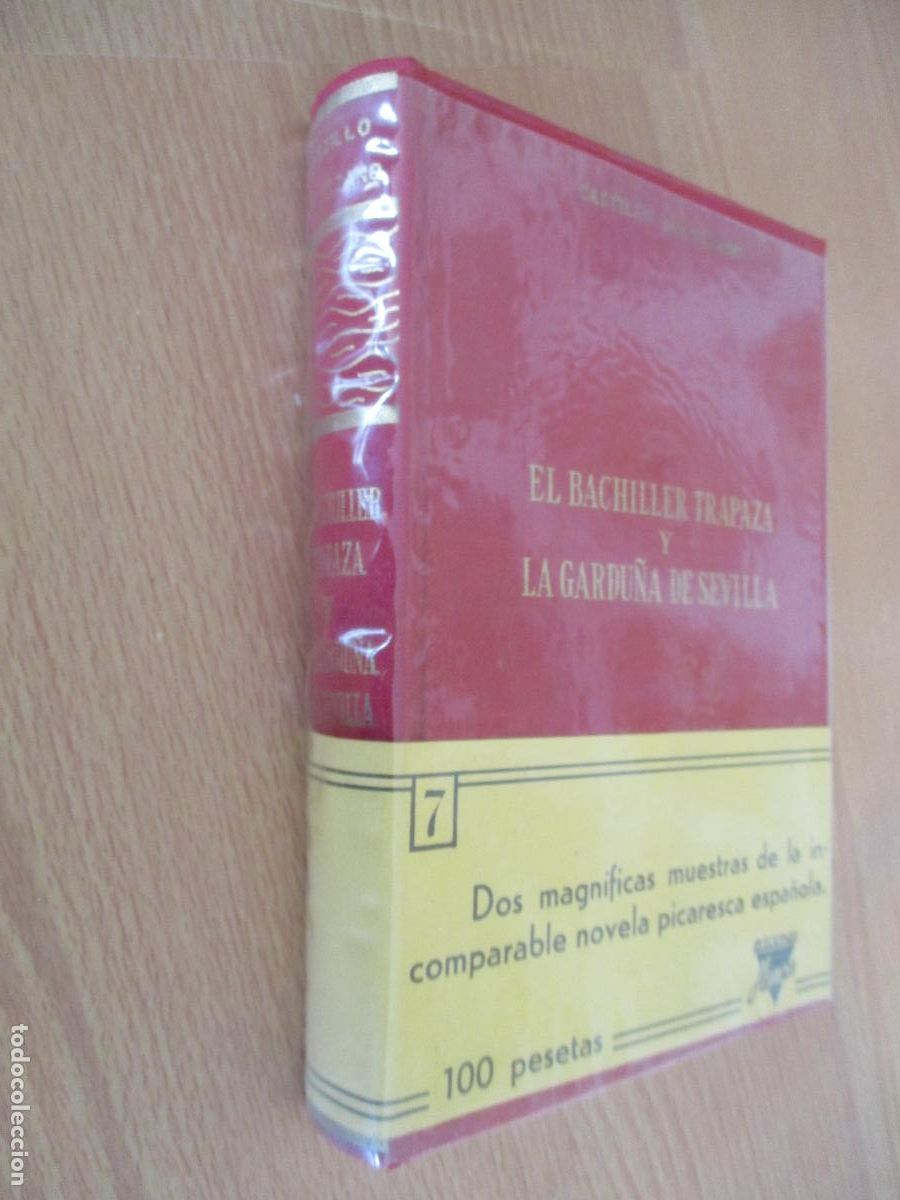 EL BACHILLER TRAPAZA
Y
LA GARDUÑA DE SEVILLA
7
Dos magníficas muestras de la in-
comparable novela picaresca española.
100 pesetas
todocoleccion